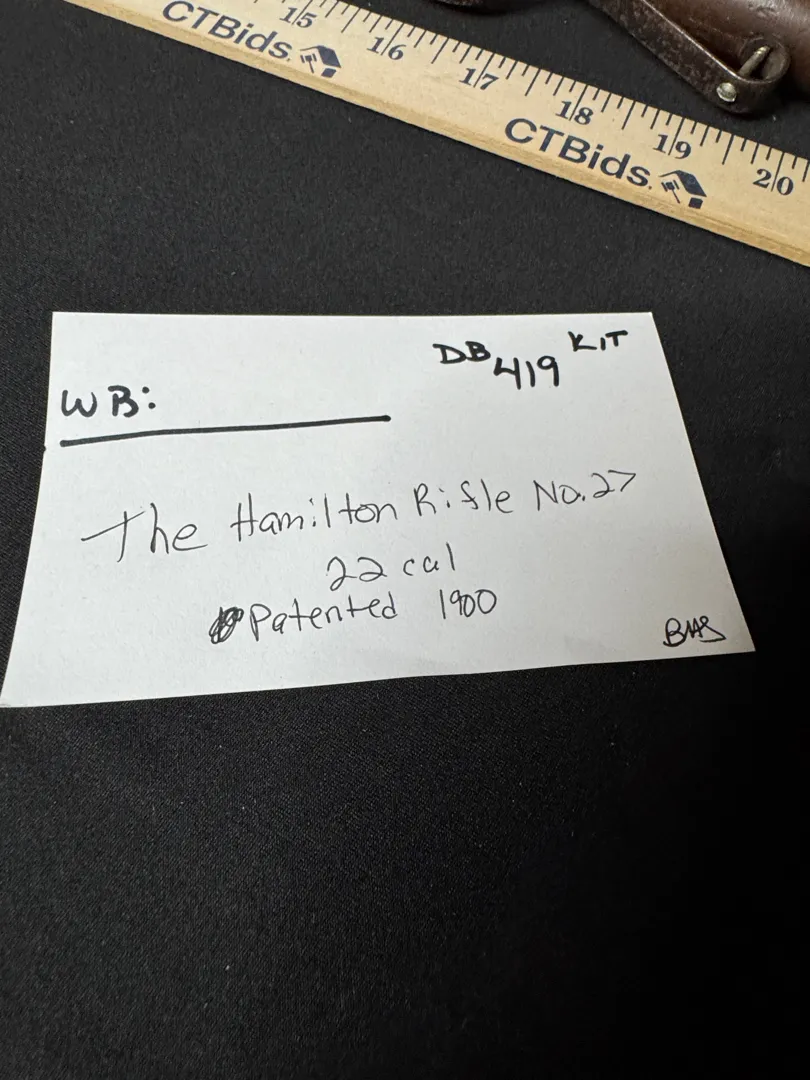 15 16 17 18 19 20
CTBids. CTBids.
DB 419 KIT
WB:
The Hamilton Rifle No. 27
22 cal
Patented 1900